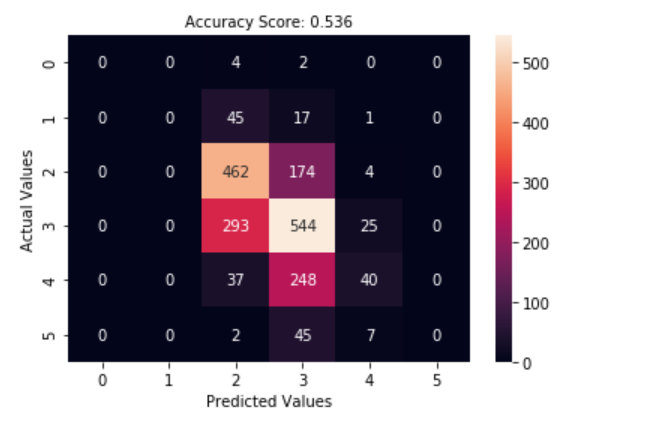 Accuracy Score: 0.536
Actual Values
0 0 0 4 2 0 0
1 0 0 45 17 1 0
2 0 0 462 174 4 0
3 0 0 293 544 25 0
4 0 0 37 248 40 0
5 0 0 2 45 7 0
0 1 2 3 4 5
Predicted Values
500
400
300
200
100
0